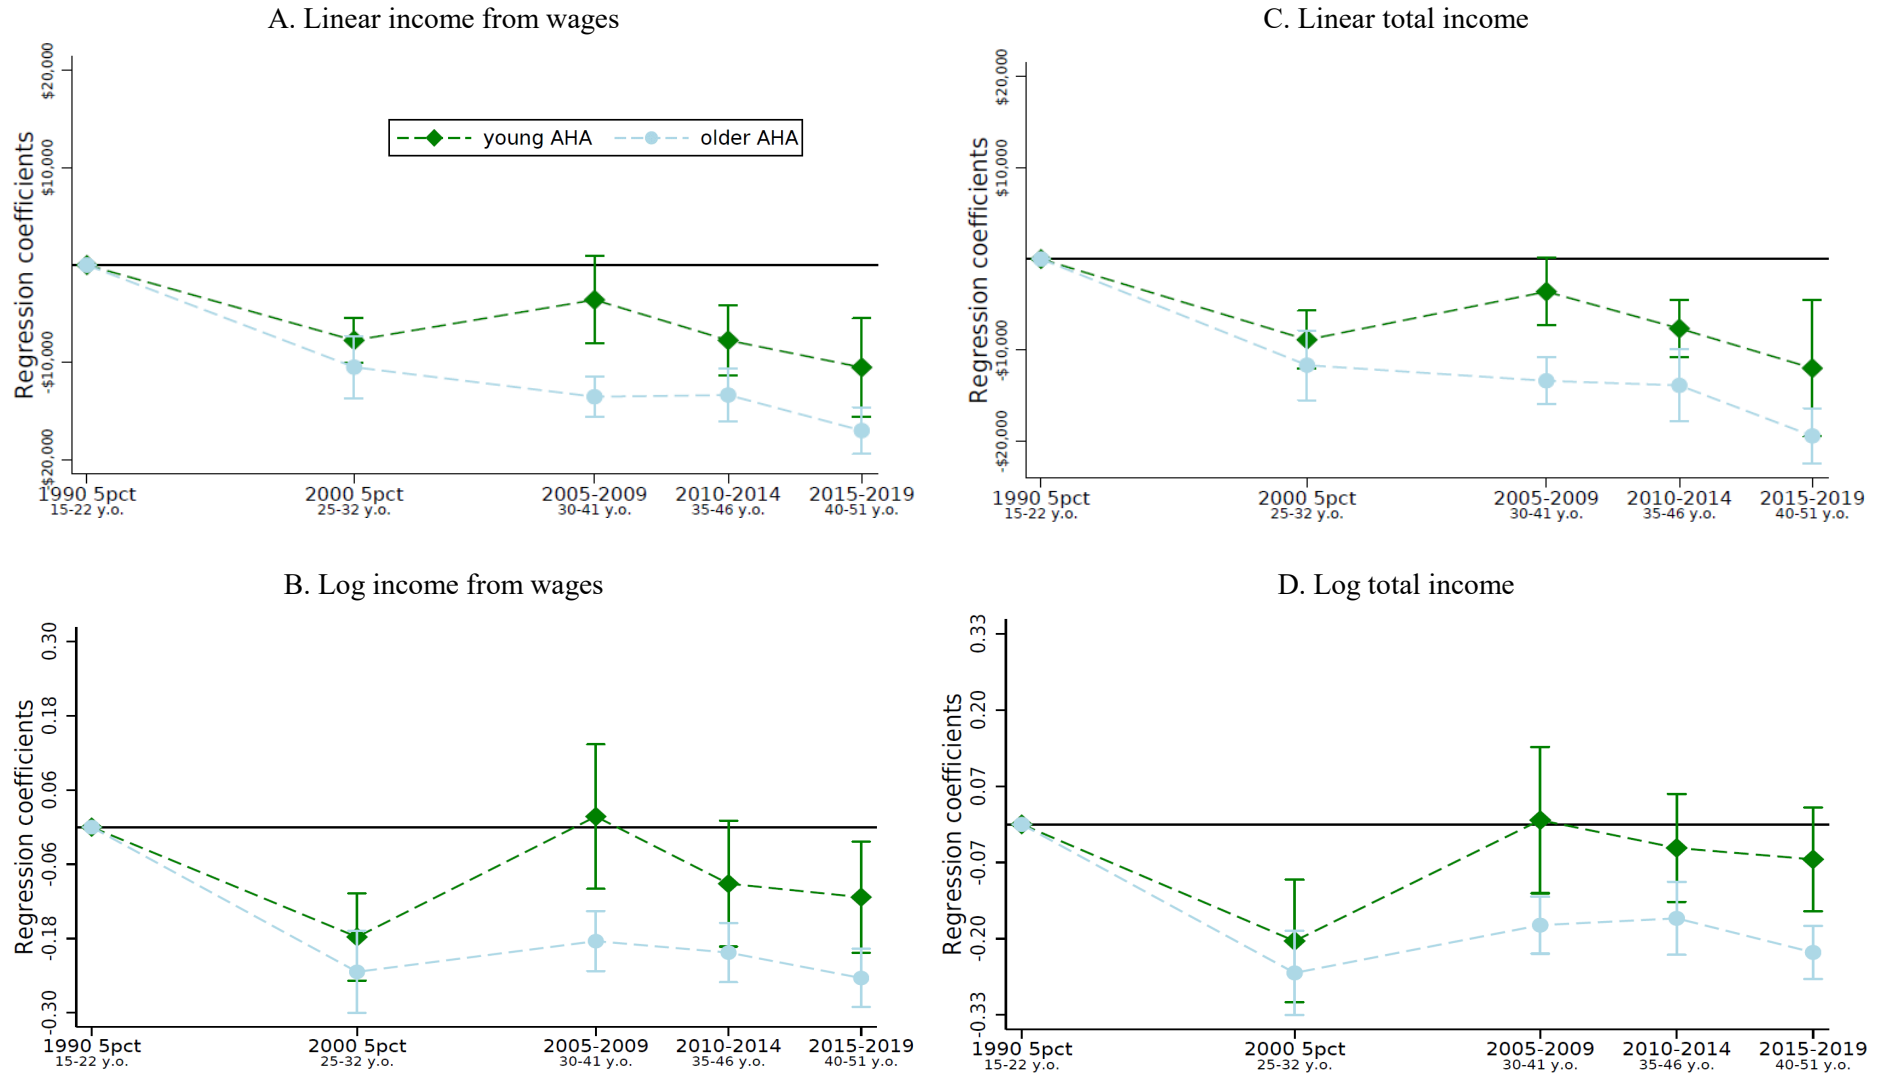 A. Linear income from wages
$20,000
$10,000
-$10,000
-$20,000
Regression coefficients
young AHA
older AHA
1990 5pct
15-22 y.o.
2000 5pct
25-32 y.o.
2005-2009
30-41 y.o.
2010-2014
35-46 y.o.
2015-2019
40-51 y.o.
C. Linear total income
$20,000
$10,000
-$10,000
-$20,000
Regression coefficients
1990 5pct
15-22 y.o.
2000 5pct
25-32 y.o.
2005-2009
30-41 y.o.
2010-2014
35-46 y.o.
2015-2019
40-51 y.o.
B. Log income from wages
0.30
0.18
0.06
-0.06
-0.18
-0.30
Regression coefficients
1990 5pct
15-22 y.o.
2000 5pct
25-32 y.o.
2005-2009
30-41 y.o.
2010-2014
35-46 y.o.
2015-2019
40-51 y.o.
D. Log total income
0.33
0.20
0.07
-0.07
-0.20
-0.33
Regression coefficients
1990 5pct
15-22 y.o.
2000 5pct
25-32 y.o.
2005-2009
30-41 y.o.
2010-2014
35-46 y.o.
2015-2019
40-51 y.o.